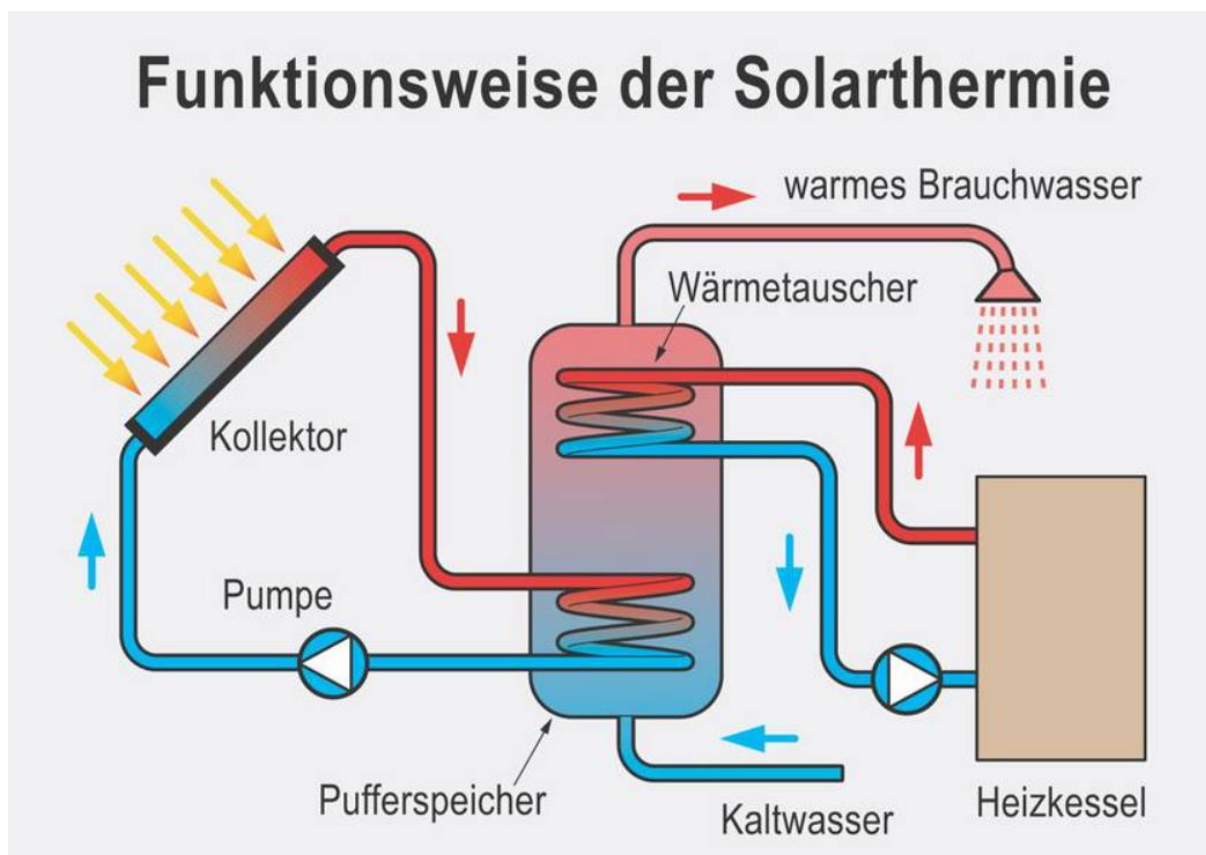 Funktionsweise der Solarthermie
warmes Brauchwasser
Wärmetauscher
Kollektor
Pumpe
Pufferspeicher
Kaltwasser
Heizkessel